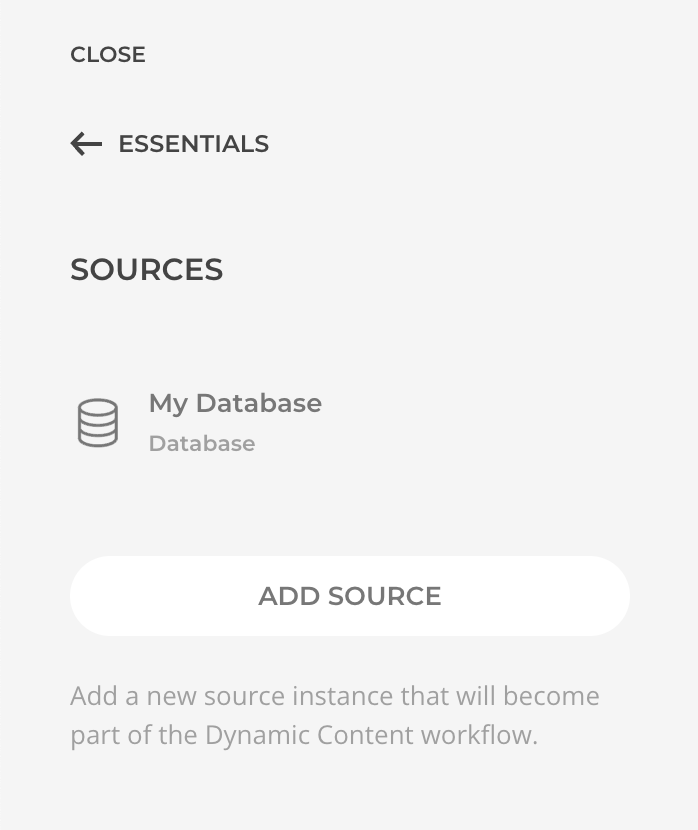 CLOSE
ESSENTIALS
SOURCES
My Database
Database
ADD SOURCE
Add a new source instance that will become
part of the Dynamic Content workflow.